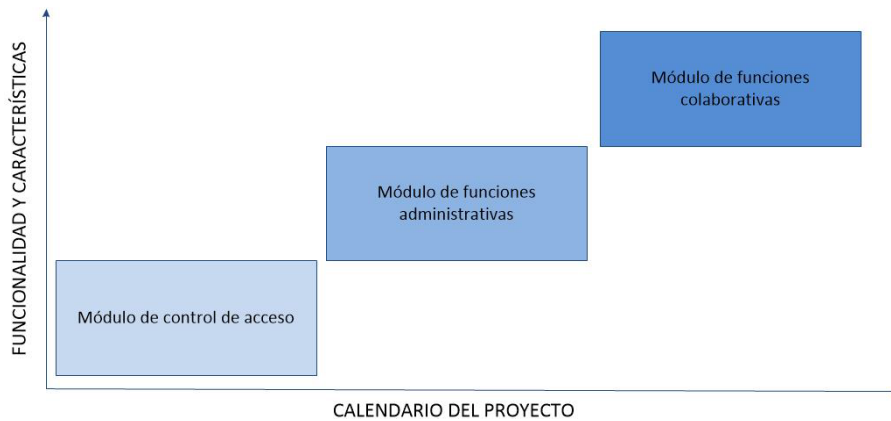 FUNCIONALIDAD Y CARACTERÍSTICAS
Módulo de funciones
colaborativas
Módulo de funciones
administrativas
Módulo de control de acceso
CALENDARIO DEL PROYECTO